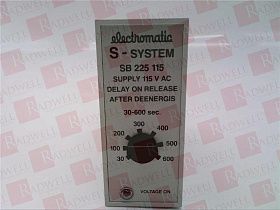 electromatic
S - SYSTEM
SB 225 115
SUPPLY 115 V AC
DELAY ON RELEASE
AFTER DEENERGIS
30-600 sec.
300
200 400
100 500
30 600
VOLTAGE ON
RADWELL